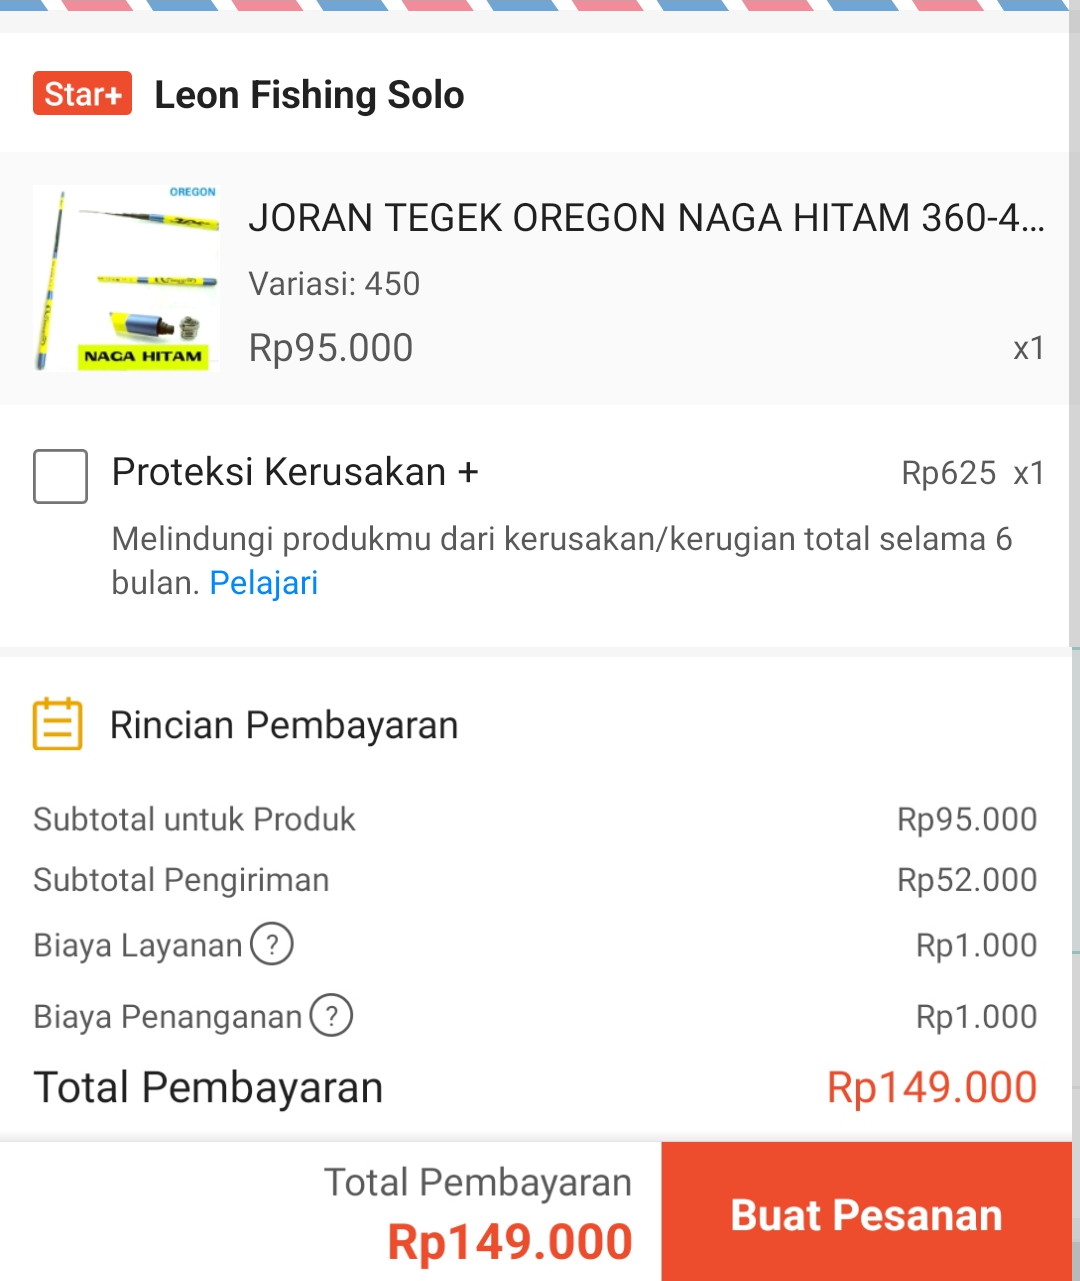 Star+ Leon Fishing Solo
OREGON
NAGA HITAM
JORAN TEGEK OREGON NAGA HITAM 360-4...
Variasi: 450
Rp95.000 x1
Proteksi Kerusakan + Rp625 x1
Melindungi produkmu dari kerusakan/kerugian total selama 6
bulan. Pelajari
Rincian Pembayaran
Subtotal untuk Produk Rp95.000
Subtotal Pengiriman Rp52.000
Biaya Layanan ? Rp1.000
Biaya Penanganan ? Rp1.000
Total Pembayaran Rp149.000
Total Pembayaran
Rp149.000
Buat Pesanan